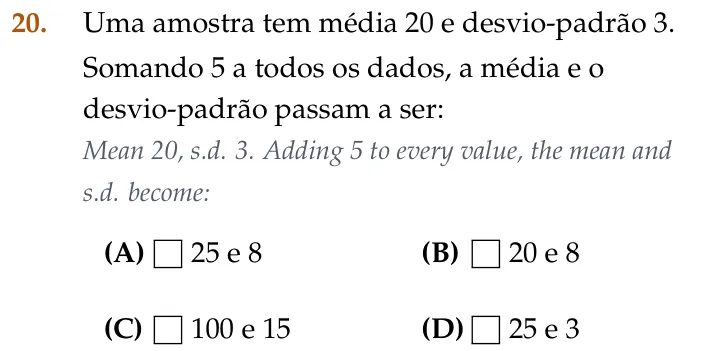 20. Uma amostra tem média 20 e desvio-padrão 3.
Somando 5 a todos os dados, a média e o
desvio-padrão passam a ser:
Mean 20, s.d. 3. Adding 5 to every value, the mean and
s.d. become:
(A) □ 25 e 8 (B) □ 20 e 8
(C) □ 100 e 15 (D) □ 25 e 3